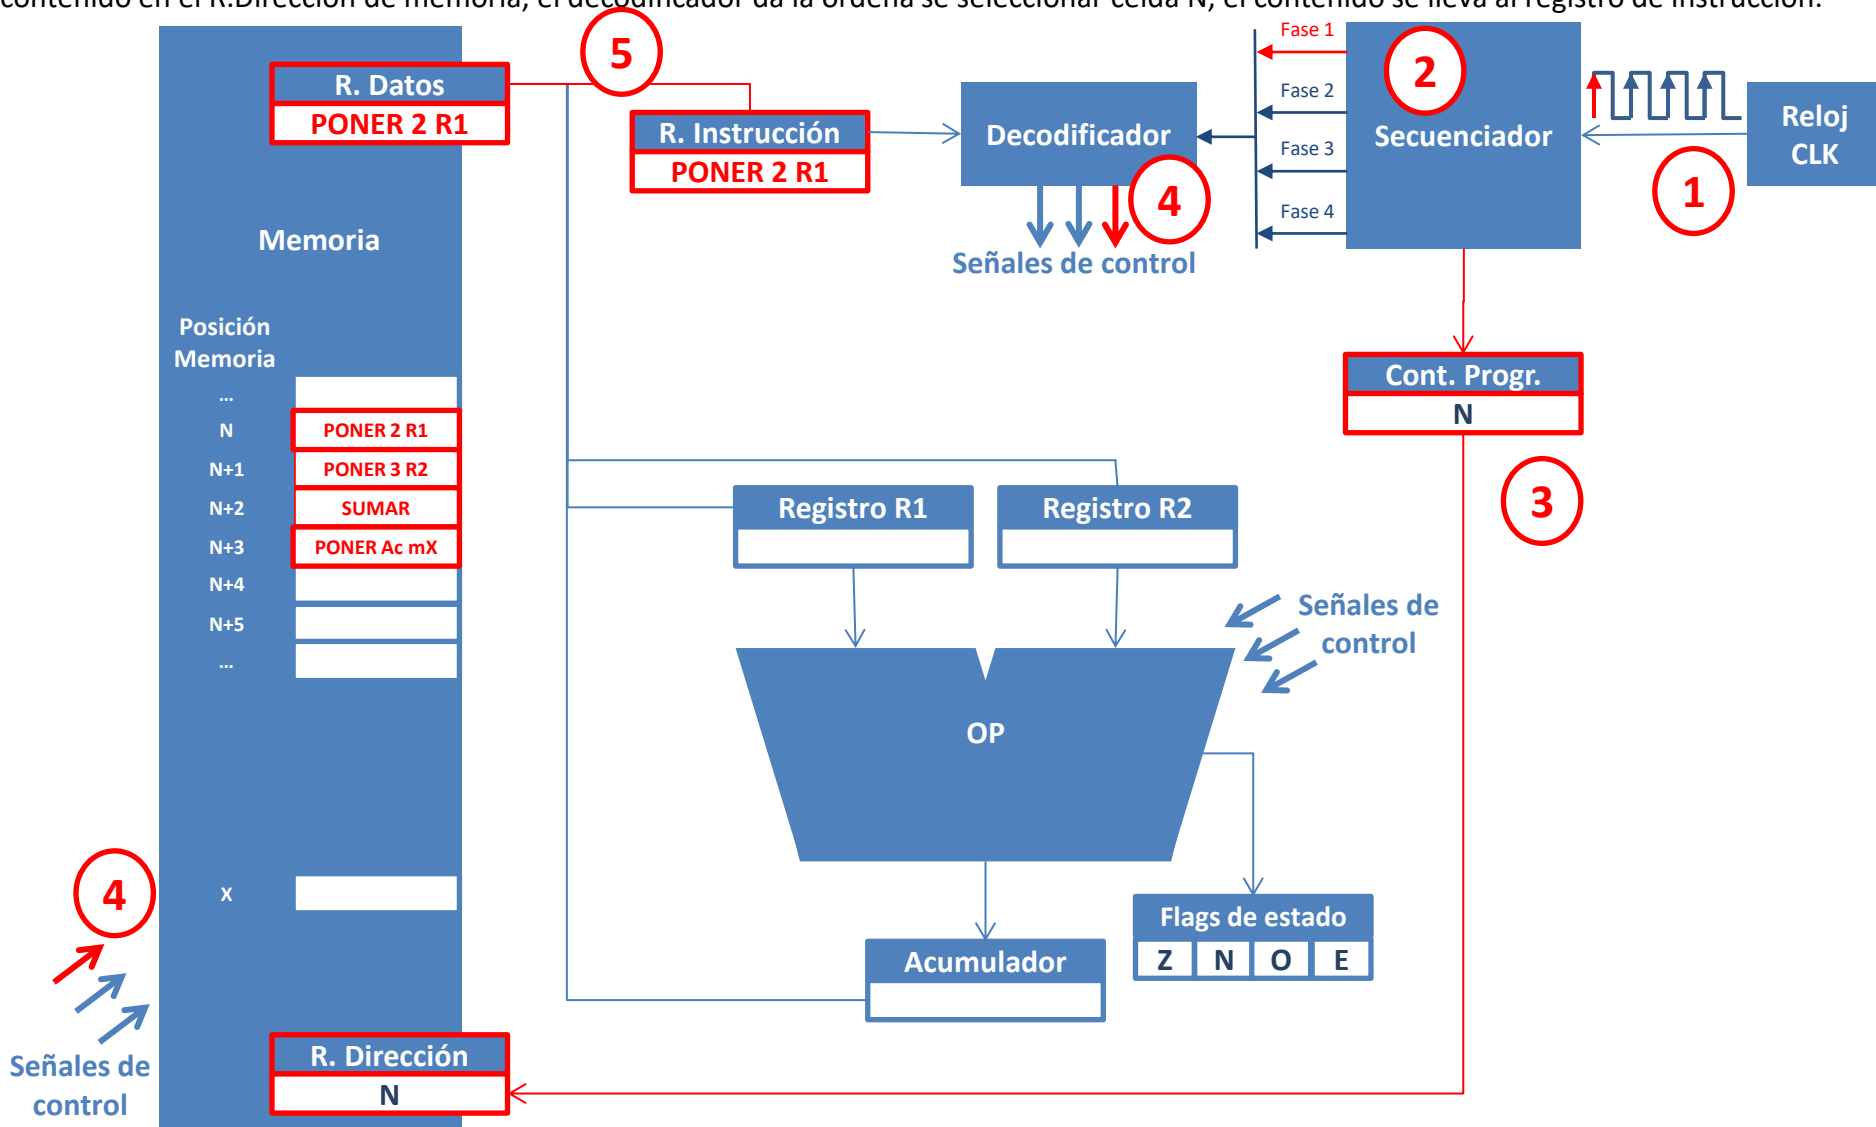 contenido en el R.Dirección de memoria, el decodificador da la ordena se seleccionar celda N, el contenido se lleva al registro de instrucción.
R. Datos
PONER 2 R1
5
R. Instrucción
PONER 2 R1
Decodificador
4
Señales de control
Fase 1
Fase 2
Fase 3
Fase 4
2
Secuenciador
1
Reloj
CLK
Memoria
Posición
Memoria
...
N PONER 2 R1
N+1 PONER 3 R2
N+2 SUMAR
N+3 PONER Ac mX
N+4
N+5
...
X
Cont. Progr.
N
3
Registro R1
Registro R2
Señales de
control
OP
Flags de estado
Z N O E
Acumulador
4
Señales de
control
R. Dirección
N